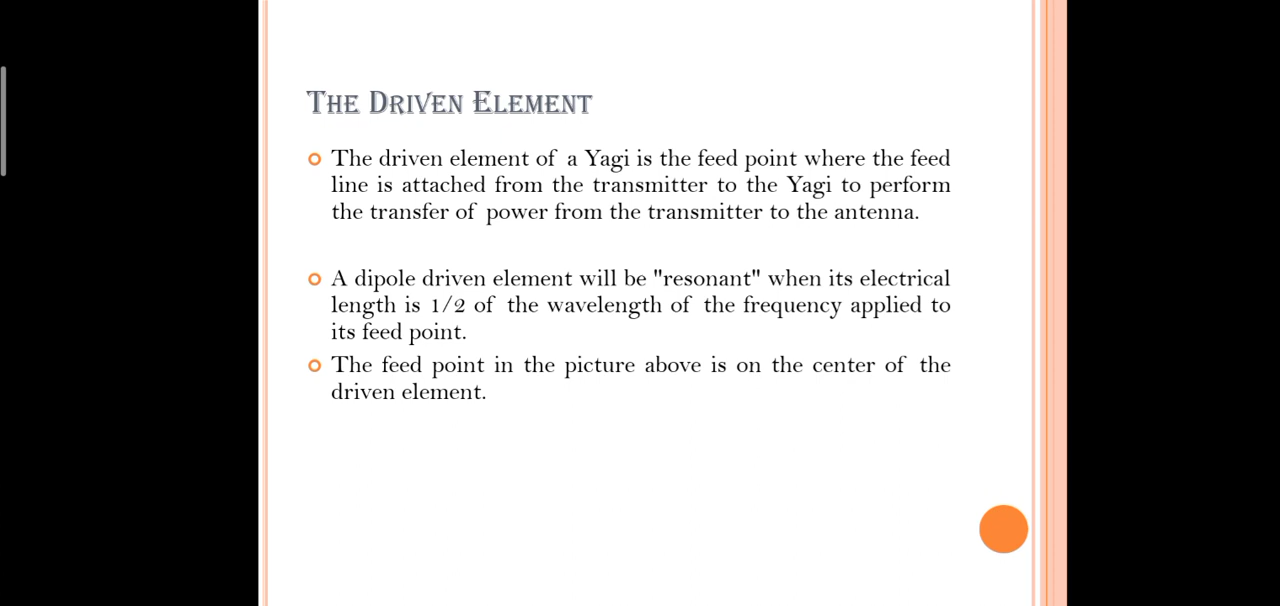 The Driven Element
The driven element of a Yagi is the feed point where the feed
line is attached from the transmitter to the Yagi to perform
the transfer of power from the transmitter to the antenna.
A dipole driven element will be "resonant" when its electrical
length is 1/2 of the wavelength of the frequency applied to
its feed point.
The feed point in the picture above is on the center of the
driven element.